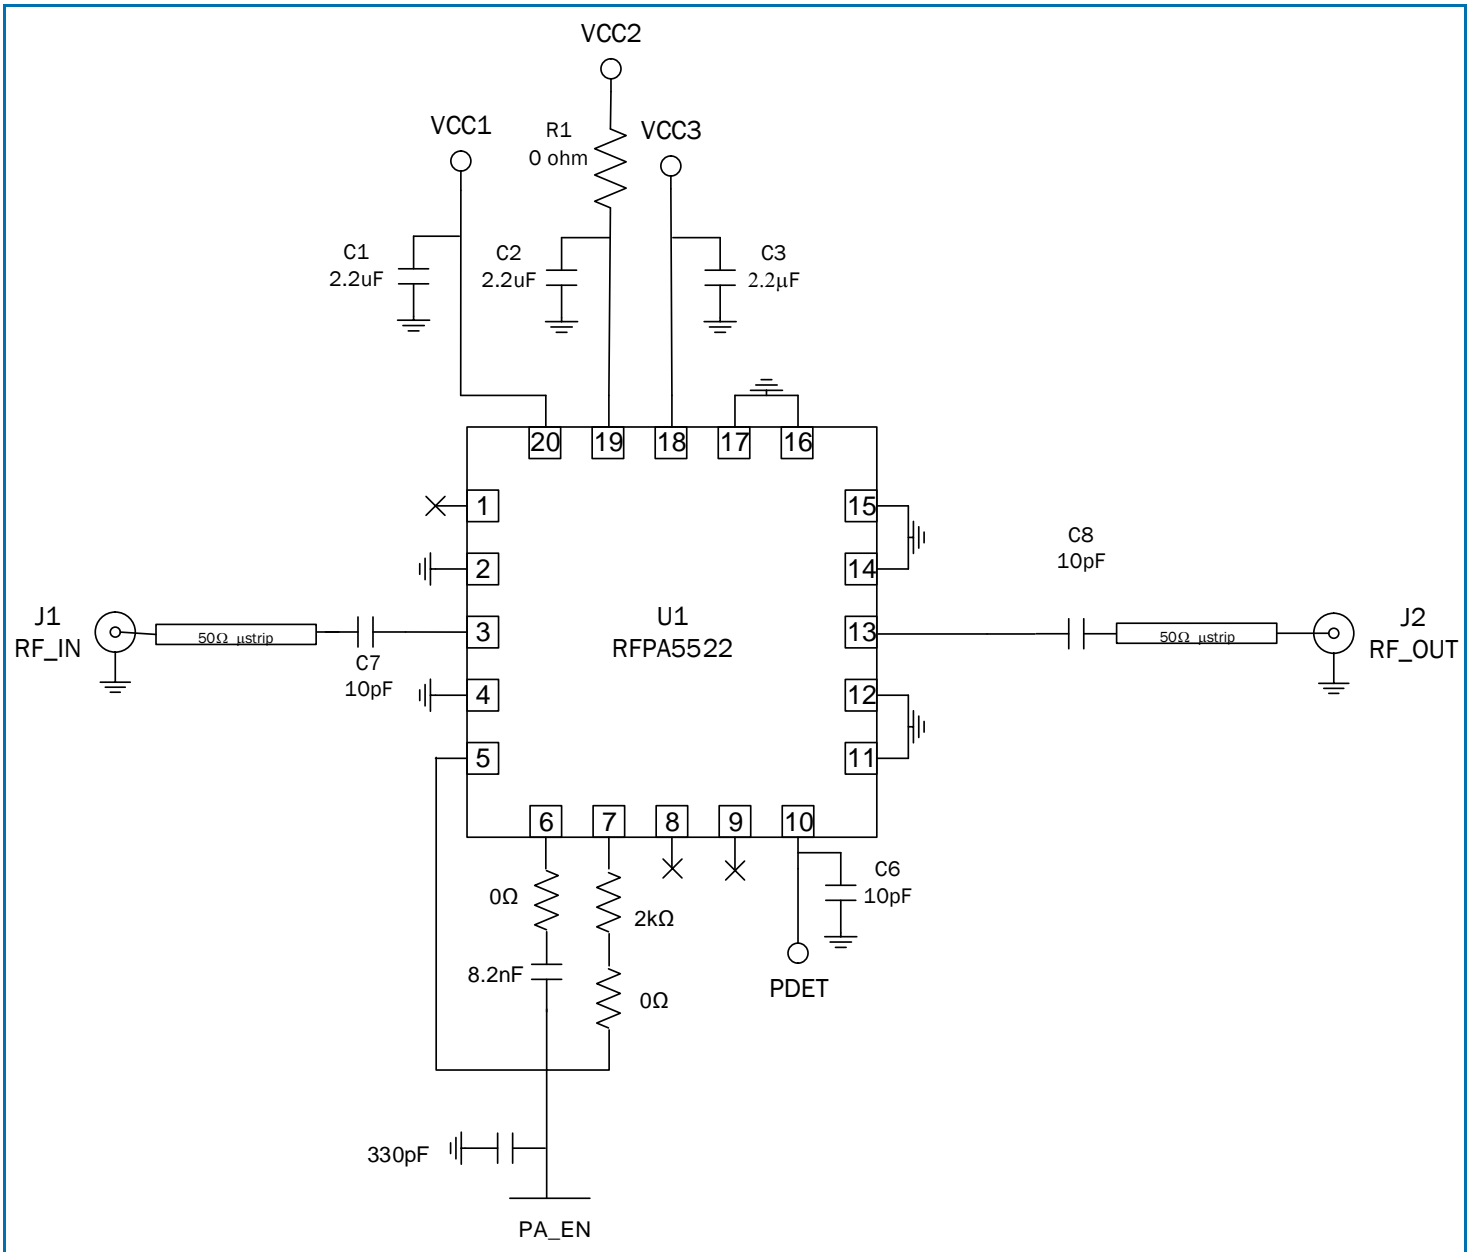 VCC2
VCC1
R1
0 ohm
VCC3
C1
2.2uF
C2
2.2uF
C3
2.2μF
20
19
18
17
16
1
2
3
4
5
15
14
13
12
11
U1
RFPA5522
J1
RF_IN
50Ω μstrip
C7
10pF
C8
10pF
50Ω μstrip
J2
RF_OUT
6
7
8
9
10
0Ω
2kΩ
8.2nF
0Ω
C6
10pF
PDET
330pF
PA_EN